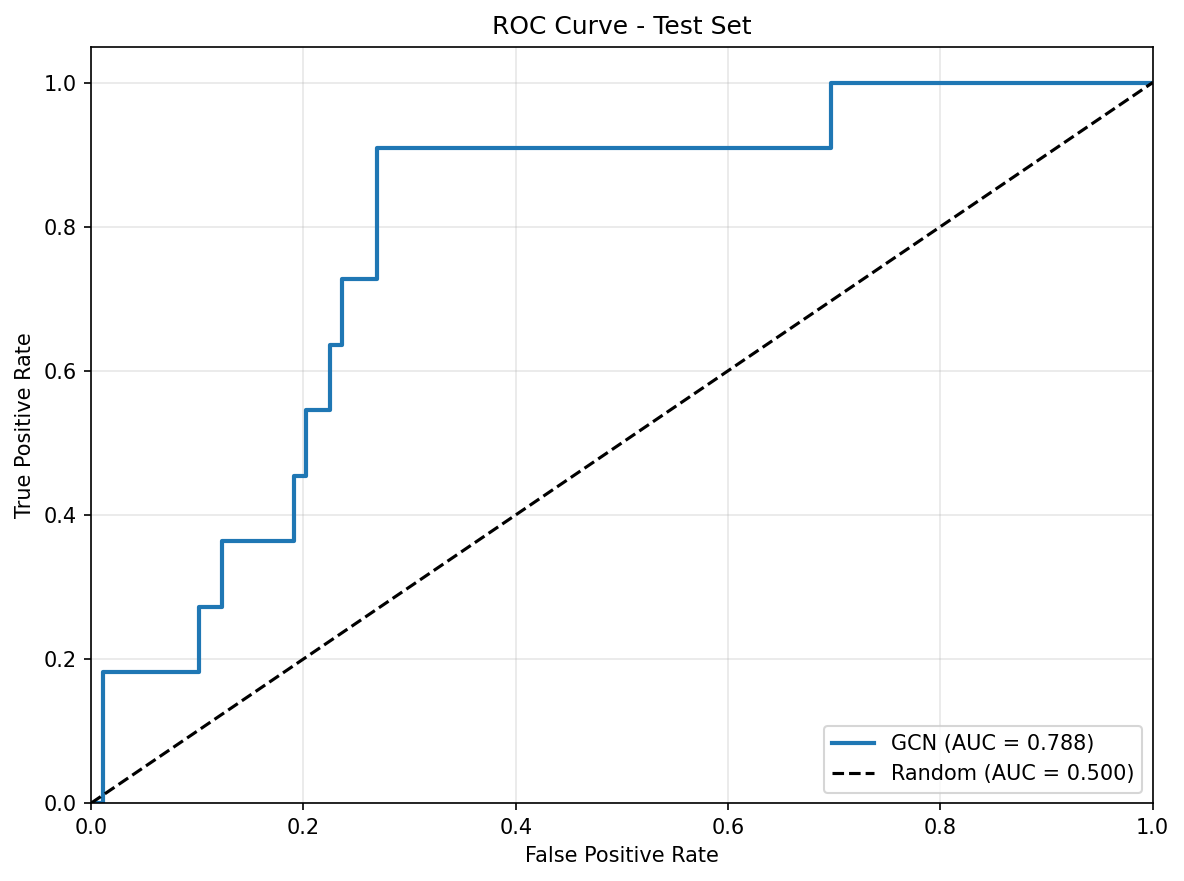 ROC Curve - Test Set
True Positive Rate
1.0
0.8
0.6
0.4
0.2
0.0
0.0 0.2 0.4 0.6 0.8 1.0
False Positive Rate
GCN (AUC = 0.788)
Random (AUC = 0.500)